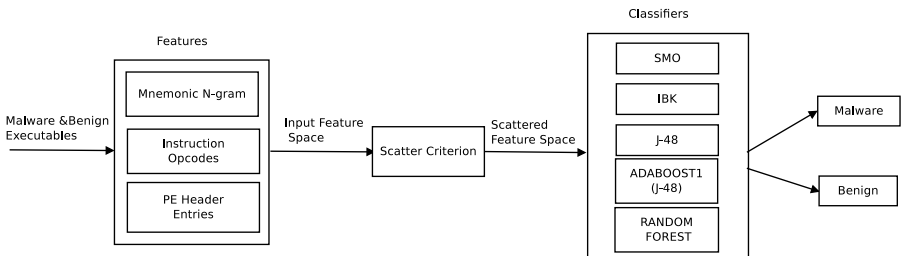 Features
Classifiers
Malware &Benign
Executables
Mnemonic N-gram
Instruction
Opcodes
PE Header
Entries
Input Feature
Space
Scatter Criterion
Scattered
Feature Space
SMO
IBK
J-48
ADABOOST1
(J-48)
RANDOM
FOREST
Malware
Benign